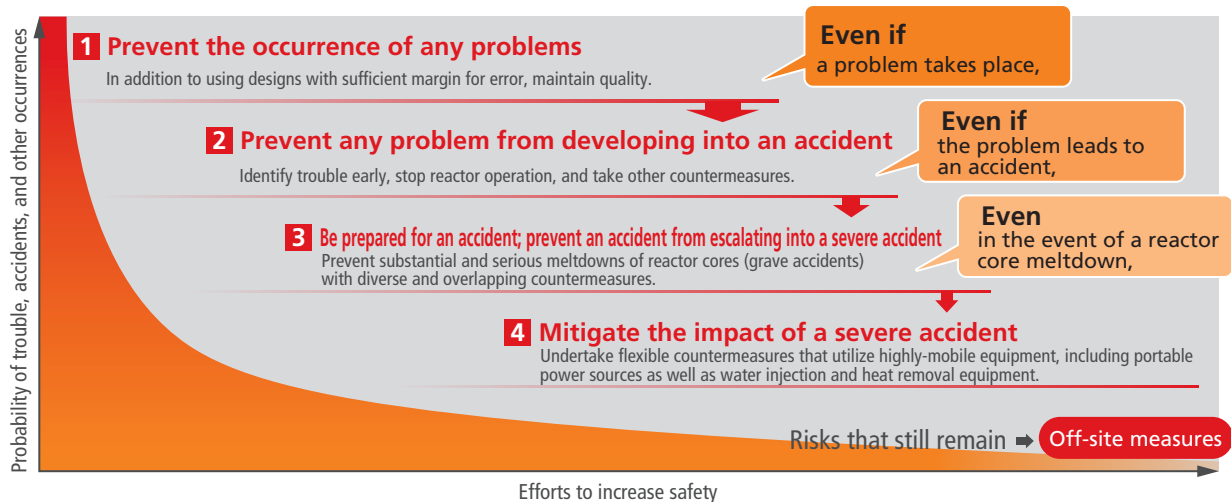 Probability of trouble, accidents, and other occurrences
1 Prevent the occurrence of any problems
In addition to using designs with sufficient margin for error, maintain quality.
Even if
a problem takes place,
2 Prevent any problem from developing into an accident
Identify trouble early, stop reactor operation, and take other countermeasures.
Even if
the problem leads to
an accident,
3 Be prepared for an accident; prevent an accident from escalating into a severe accident
Prevent substantial and serious meltdowns of reactor cores (grave accidents)
with diverse and overlapping countermeasures.
Even
in the event of a reactor
core meltdown,
4 Mitigate the impact of a severe accident
Undertake flexible countermeasures that utilize highly-mobile equipment, including portable
power sources as well as water injection and heat removal equipment.
Risks that still remain ➡ Off-site measures
Efforts to increase safety